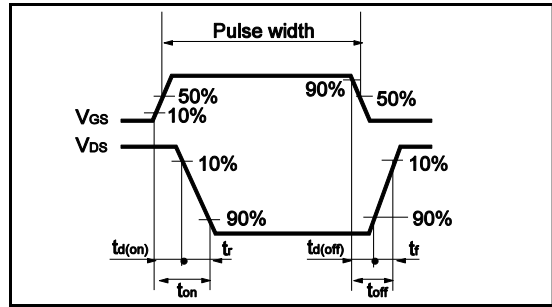 Pulse width
90%
50%
50%
VGS
10%
VDS
10%
10%
90%
90%
td(on)
tr
td(off)
tf
ton
toff